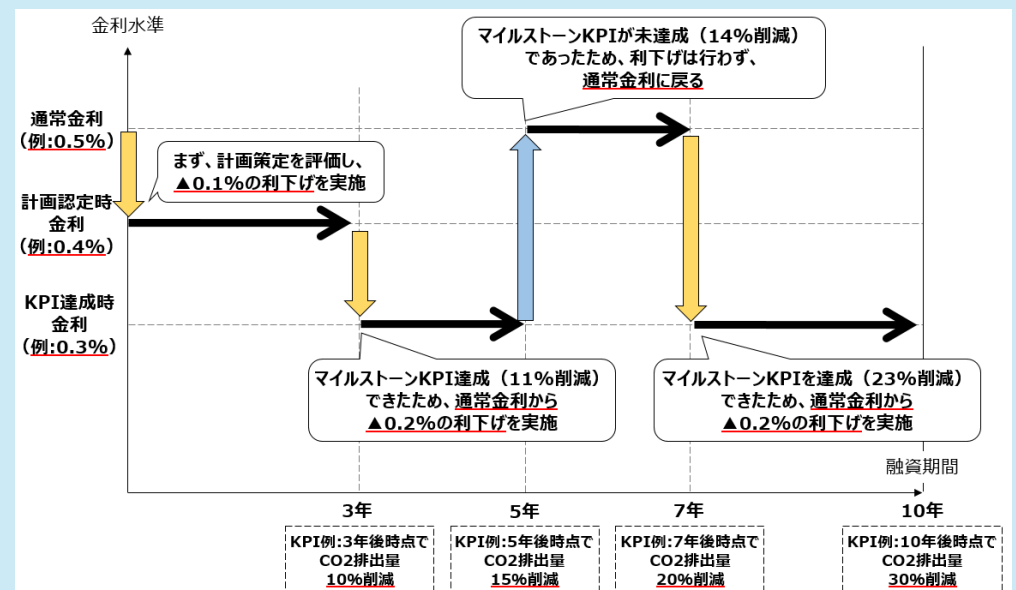 金利水準
マイルストーンKPIが未達成（14％削減）
であったため、利下げは行わず、
通常金利に戻る
通常金利
（例:0.5%）
まず、計画策定を評価し、
▲0.1％の利下げを実施
計画認定時
金利
（例:0.4%）
KPI達成時
金利
（例:0.3%）
マイルストーンKPI達成（11％削減）
できたため、通常金利から
▲0.2％の利下げを実施
マイルストーンKPIを達成（23％削減）
できたため、通常金利から
▲0.2％の利下げを実施
融資期間
3年
5年
7年
10年
KPI例:3年後時点で
CO2排出量
10%削減
KPI例:5年後時点で
CO2排出量
15%削減
KPI例:7年後時点で
CO2排出量
20%削減
KPI例:10年後時点で
CO2排出量
30%削減